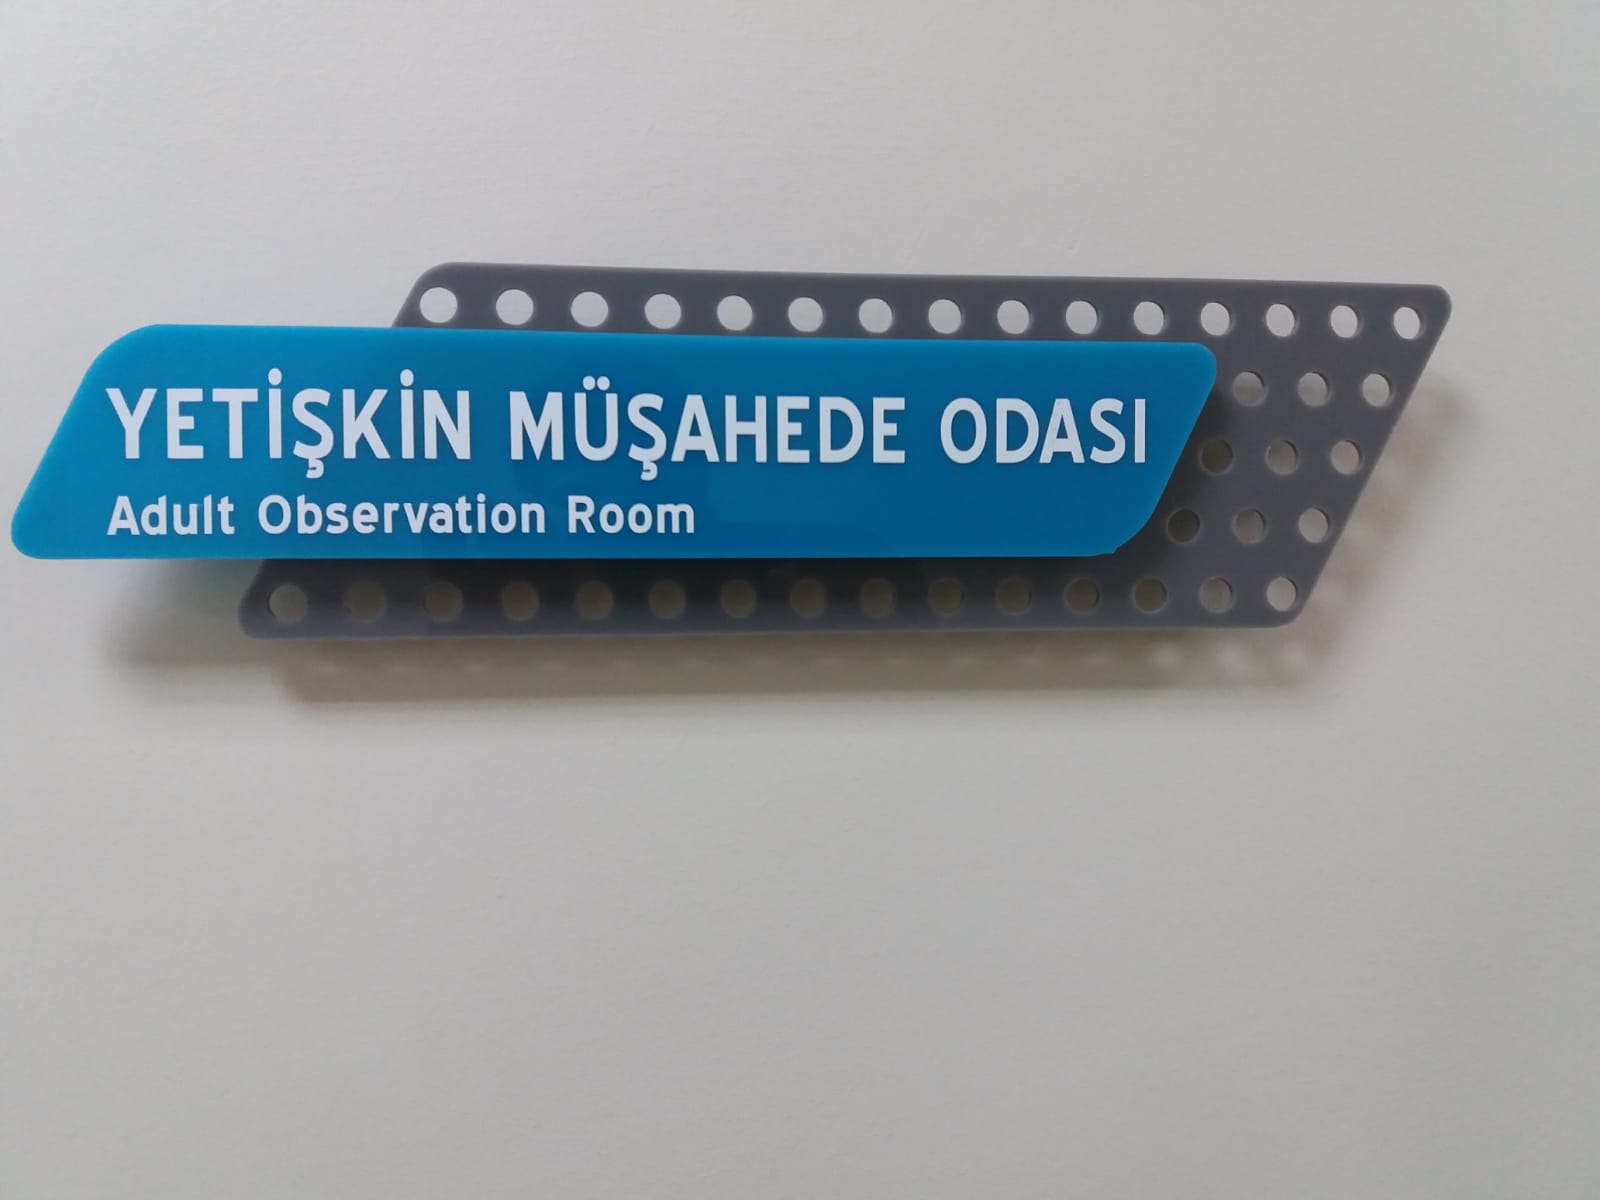 YETİŞKİN MÜŞAHEDE ODASI
Adult Observation Room